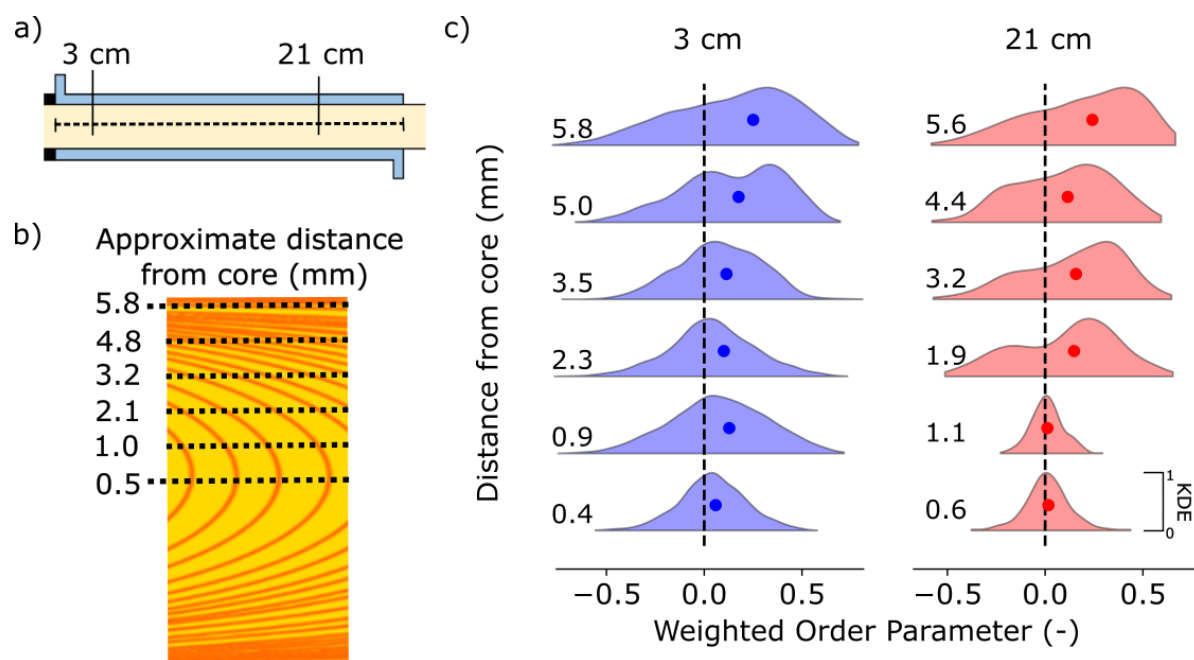 a)
3 cm
21 cm
b)
Approximate distance
from core (mm)
5.8
4.8
3.2
2.1
1.0
0.5
c)
3 cm
21 cm
Distance from core (mm)
5.8
5.0
3.5
2.3
0.9
0.4
5.6
4.4
3.2
1.9
1.1
0.6
1
KDE
0
−0.5
0.0
0.5
−0.5
0.0
0.5
Weighted Order Parameter (-)